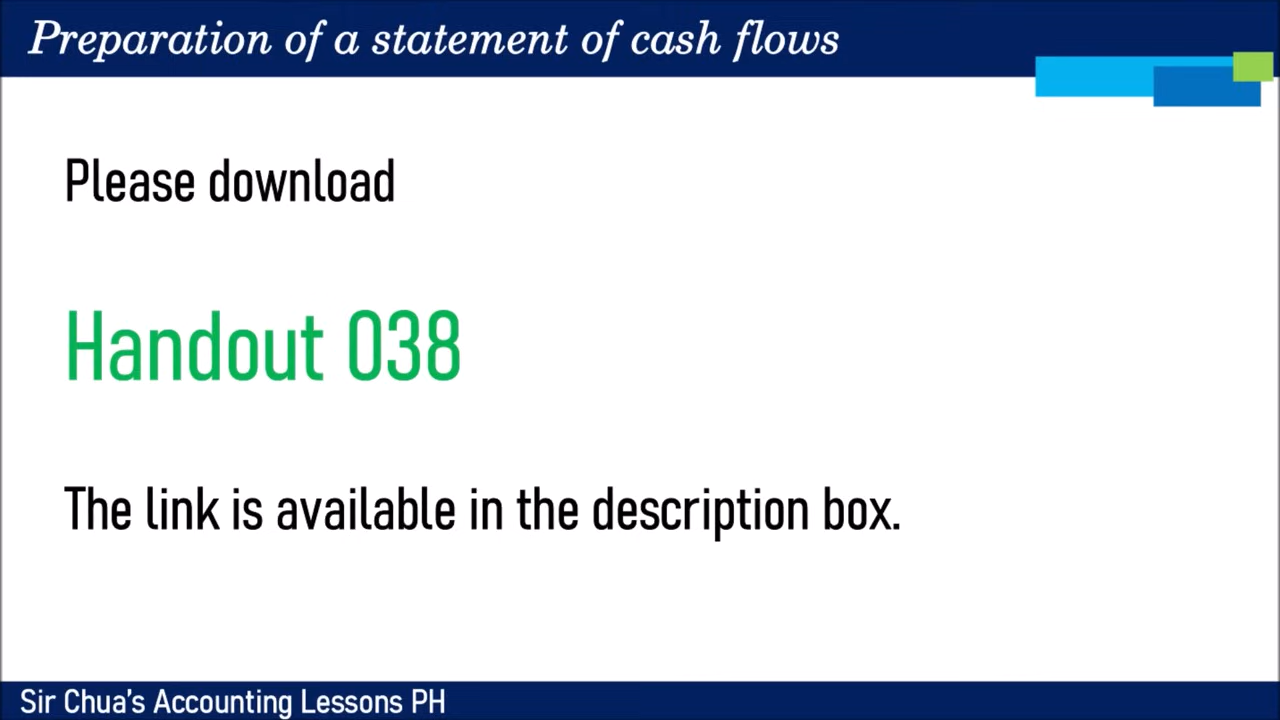 Preparation of a statement of cash flows
Please download
Handout 038
The link is available in the description box.
Sir Chua's Accounting Lessons PH